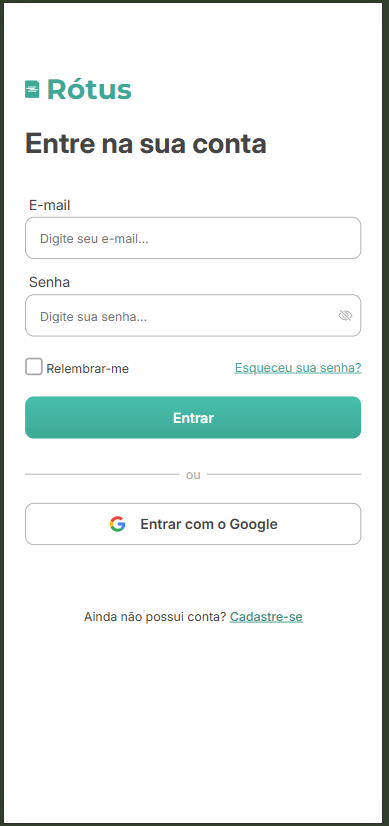 Rótus
Entre na sua conta
E-mail
Digite seu e-mail...
Senha
Digite sua senha...
Relembrar-me
Esqueceu sua senha?
Entrar
ou
Entrar com o Google
Ainda não possui conta? Cadastre-se